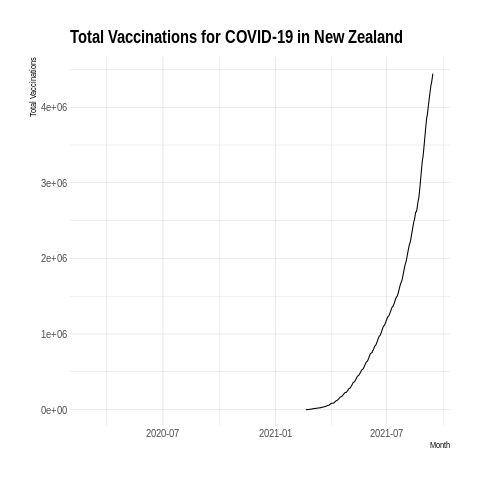 Total Vaccinations for COVID-19 in New Zealand
Total Vaccinations
4e+06
3e+06
2e+06
1e+06
0e+00
2020-07
2021-01
2021-07
Month